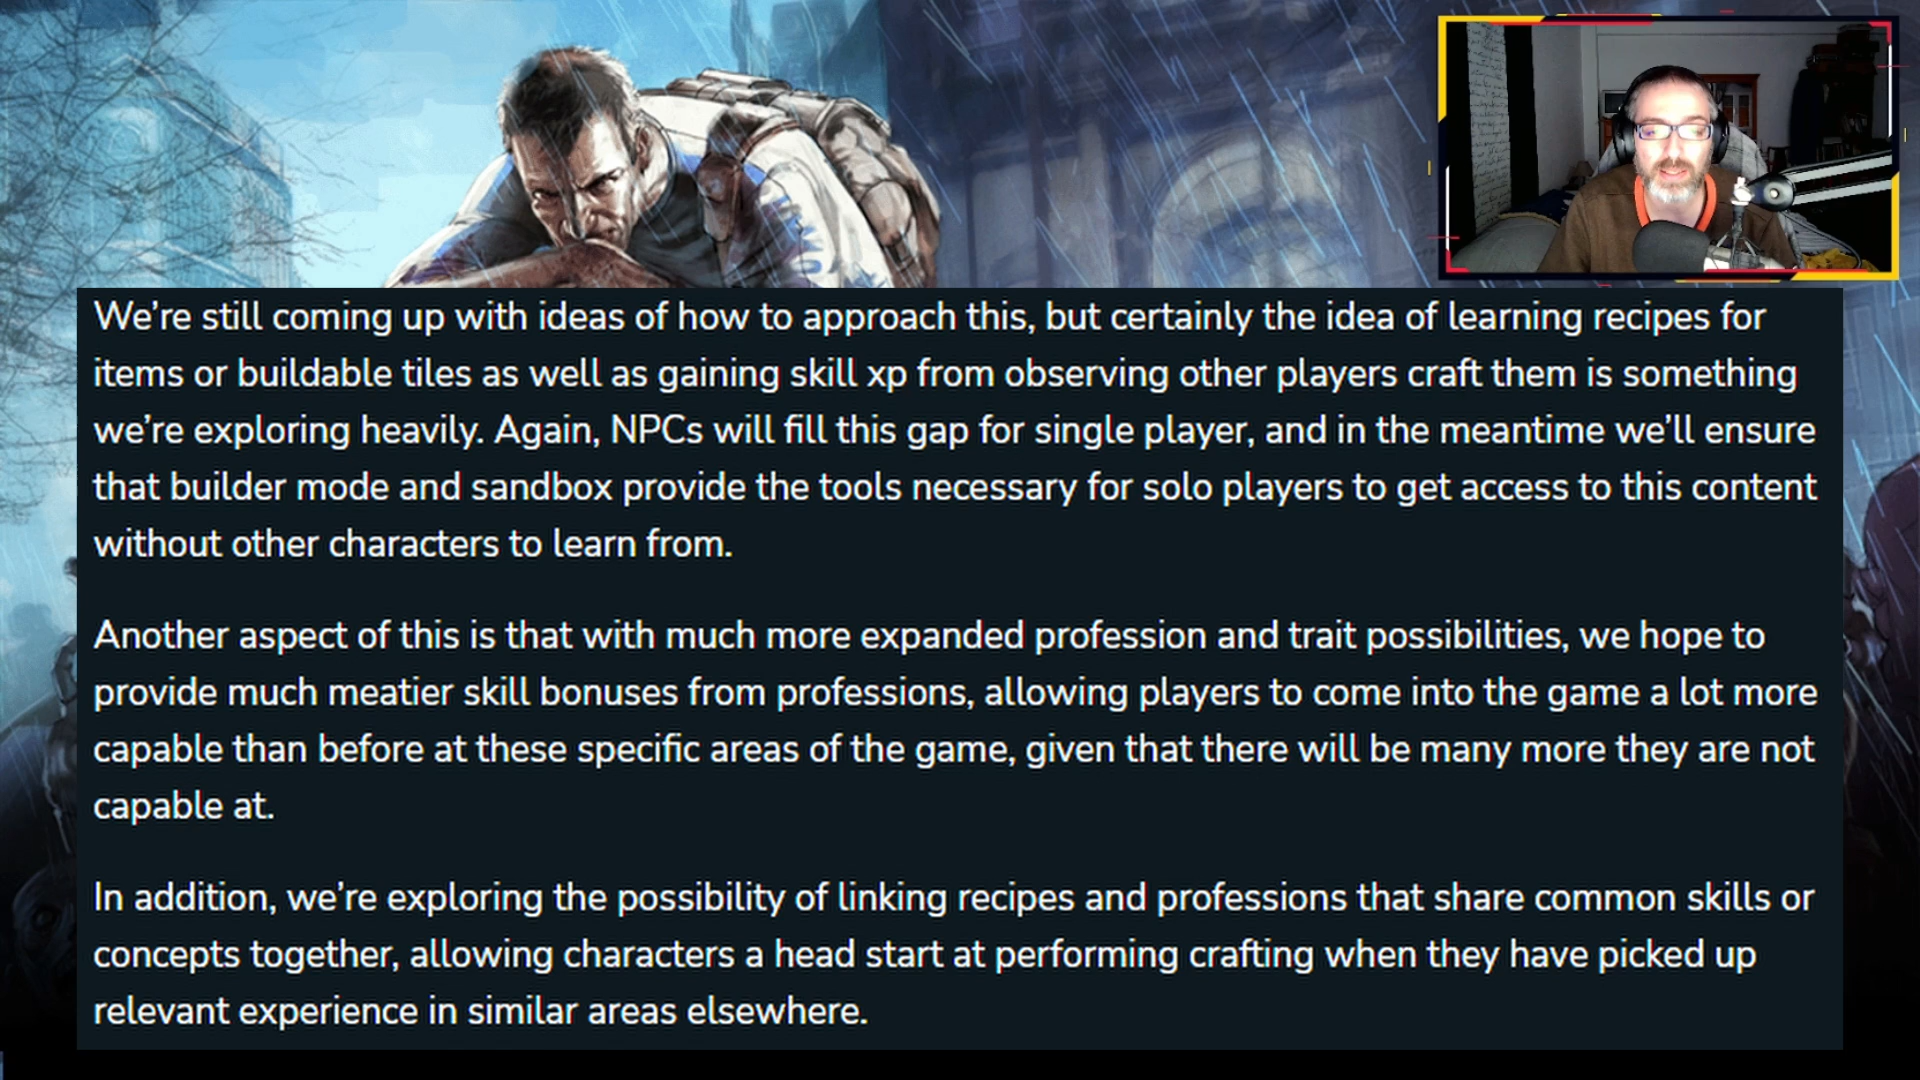 We’re still coming up with ideas of how to approach this, but certainly the idea of learning recipes for
items or buildable tiles as well as gaining skill xp from observing other players craft them is something
we’re exploring heavily. Again, NPCs will fill this gap for single player, and in the meantime we’ll ensure
that builder mode and sandbox provide the tools necessary for solo players to get access to this content
without other characters to learn from.
Another aspect of this is that with much more expanded profession and trait possibilities, we hope to
provide much meatier skill bonuses from professions, allowing players to come into the game a lot more
capable than before at these specific areas of the game, given that there will be many more they are not
capable at.
In addition, we’re exploring the possibility of linking recipes and professions that share common skills or
concepts together, allowing characters a head start at performing crafting when they have picked up
relevant experience in similar areas elsewhere.